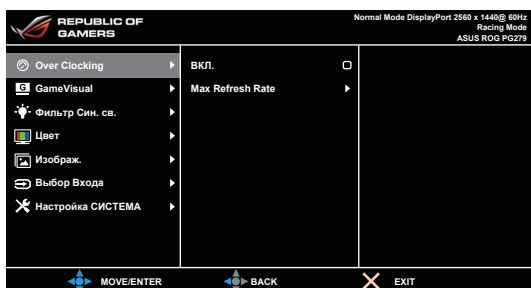 REPUBLIC OF
GAMERS
Normal Mode DisplayPort 2560 x 1440@ 60Hz
Racing Mode
ASUS ROG PG279
Over Clocking
ВКЛ.
G GameVisual
Max Refresh Rate
Фильтр Син. св.
Цвет
Изображ.
Выбор Входа
Настройка СИСТЕМА
MOVE/ENTER
BACK
EXIT